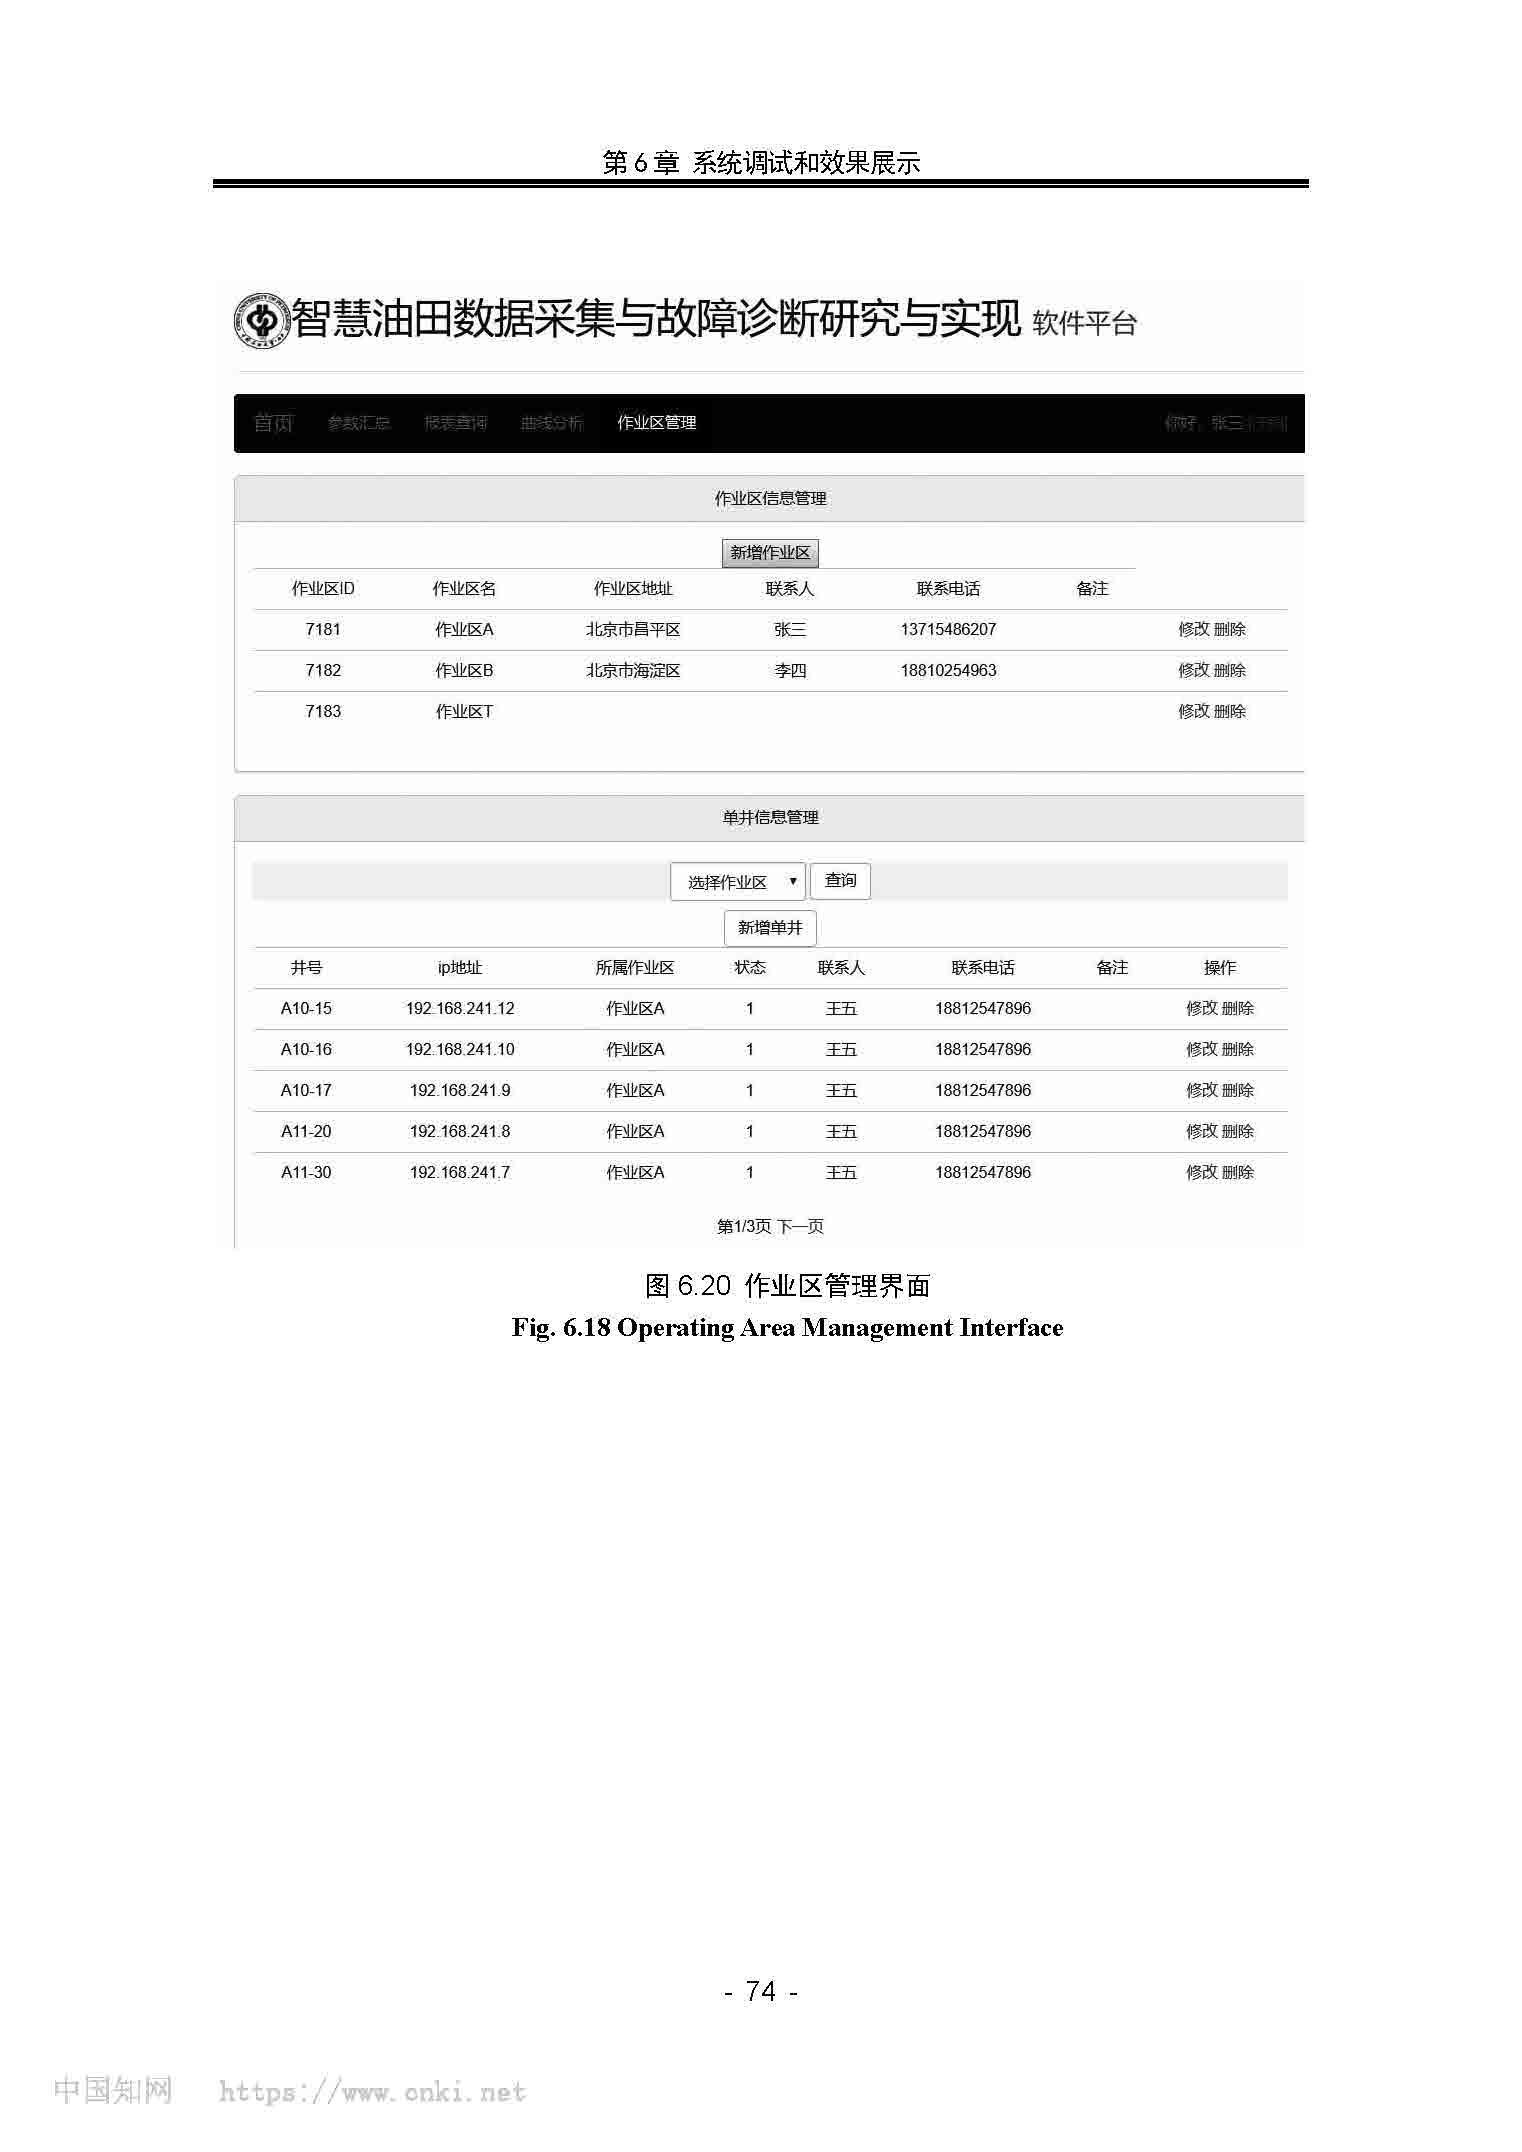 第 6 章 系统调试和效果展示
智慧油田数据采集与故障诊断研究与实现 软件平台
首页 参数汇总 报表查询 曲线分析 作业区管理 你好，张三
作业区信息管理
新增作业区
作业区ID 作业区名 作业区地址 联系人 联系电话 备注
7181 作业区A 北京市昌平区 张三 13715486207 修改 删除
7182 作业区B 北京市海淀区 李四 18810254963 修改 删除
7183 作业区T 修改 删除
单井信息管理
选择作业区 ▼ 查询
新增单井
井号 ip地址 所属作业区 状态 联系人 联系电话 备注 操作
A10-15 192.168.241.12 作业区A 1 王五 18812547896 修改 删除
A10-16 192.168.241.10 作业区A 1 王五 18812547896 修改 删除
A10-17 192.168.241.9 作业区A 1 王五 18812547896 修改 删除
A11-20 192.168.241.8 作业区A 1 王五 18812547896 修改 删除
A11-30 192.168.241.7 作业区A 1 王五 18812547896 修改 删除
第1/3页 下一页
图 6.20 作业区管理界面
Fig. 6.18 Operating Area Management Interface
- 74 -
中国知网 https://www.cnki.net